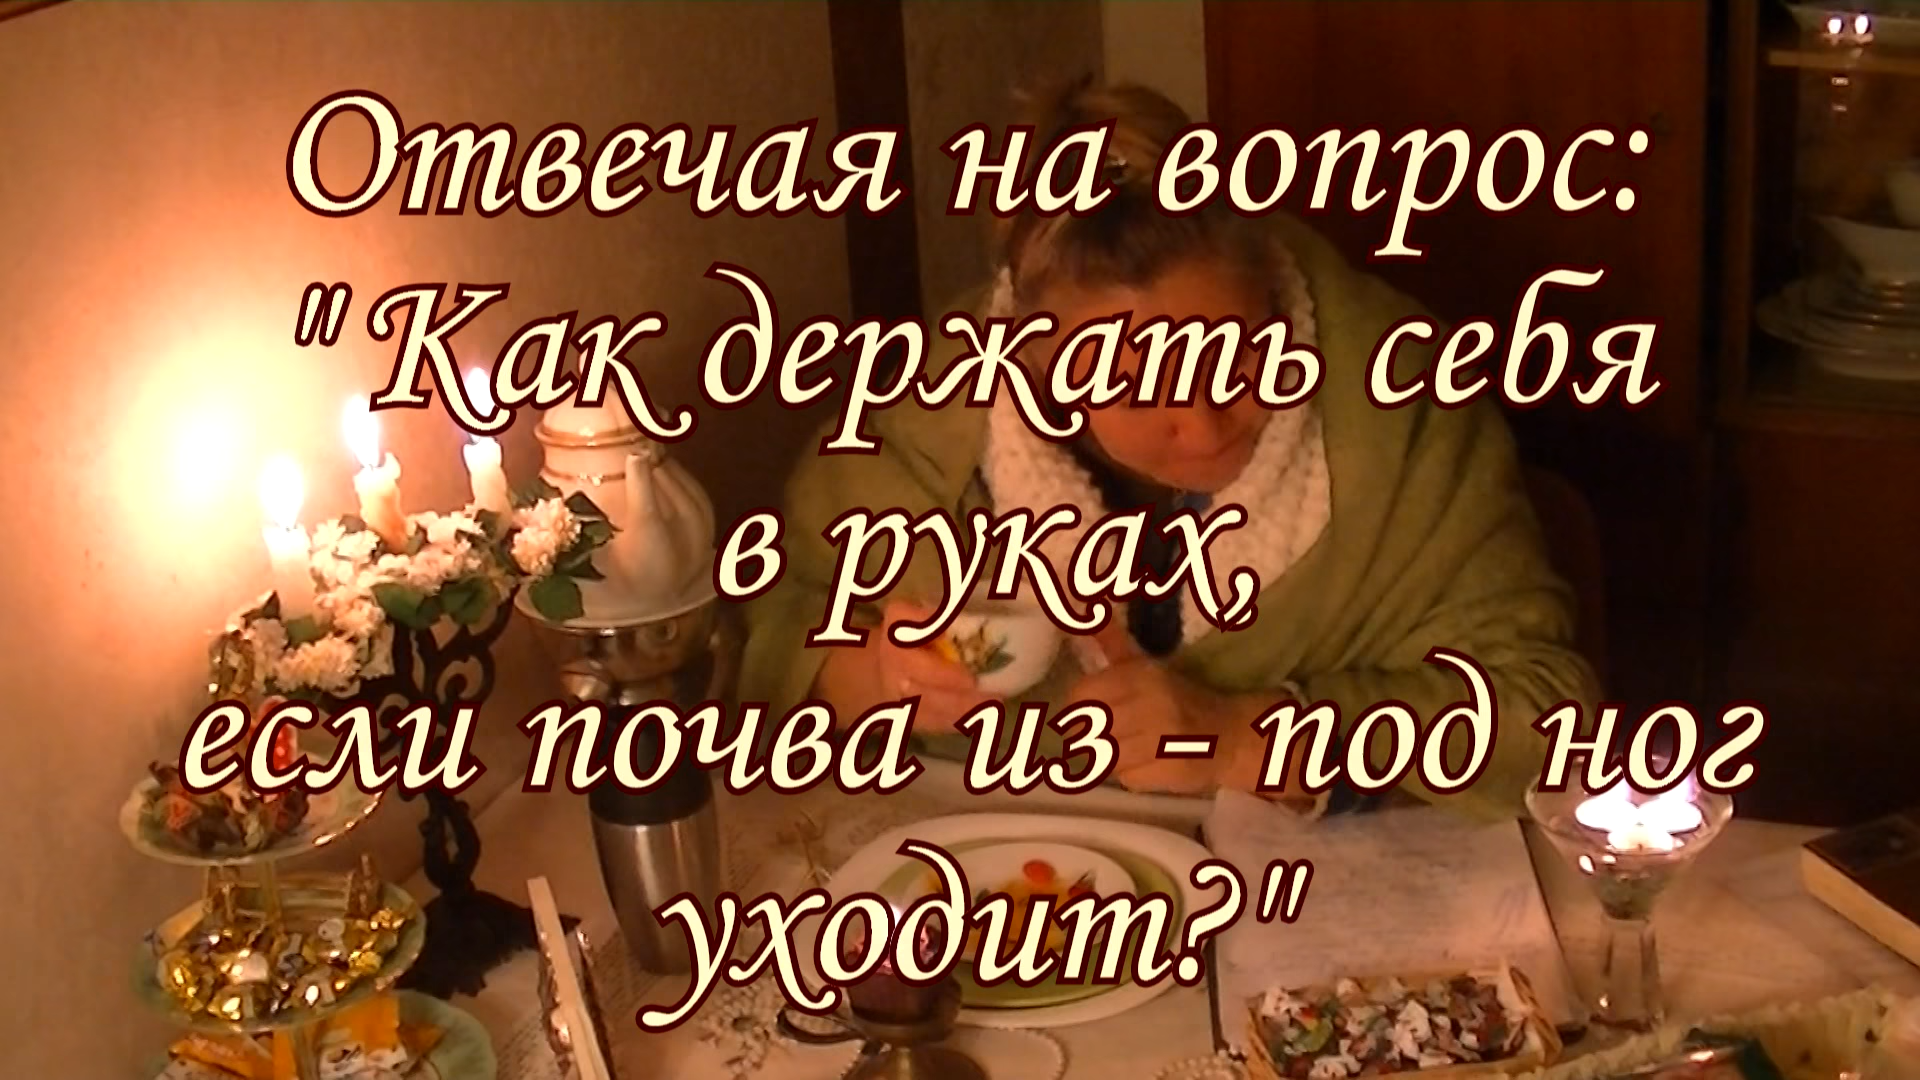 Отвечая на вопрос:
"Как держать себя
в руках,
если почва из - под ног
уходит?"